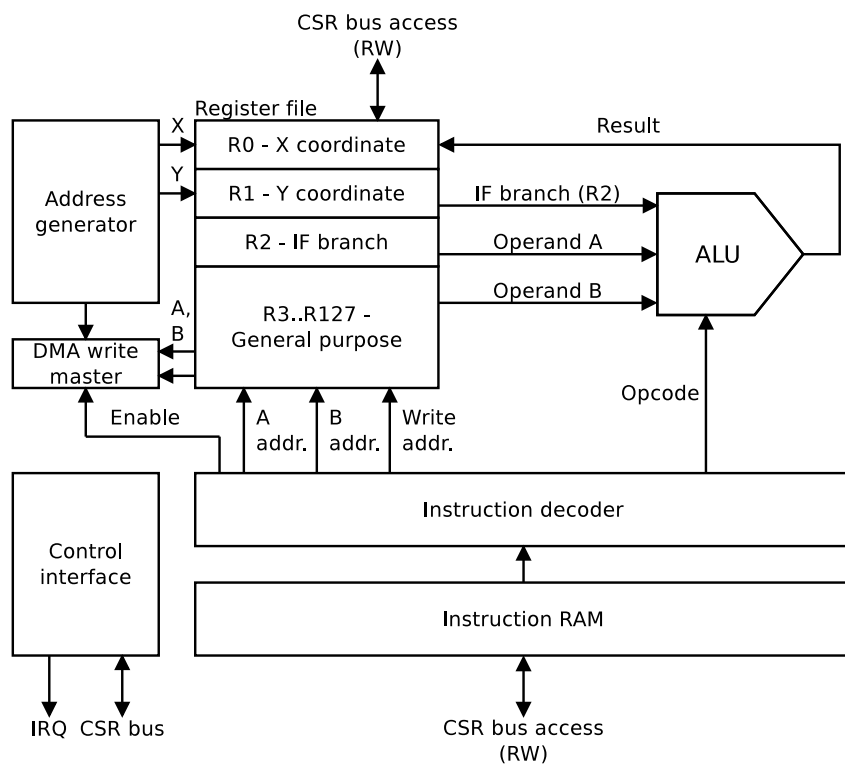 CSR bus access
(RW)
Register file
X
R0 - X coordinate
Result
Y
R1 - Y coordinate
IF branch (R2)
Address
generator
R2 - IF branch
Operand A
ALU
A,
B
R3..R127 -
General purpose
Operand B
DMA write
master
Enable
A
addr.
B
addr.
Write
addr.
Opcode
Control
interface
Instruction decoder
Instruction RAM
IRQ
CSR bus
CSR bus access
(RW)